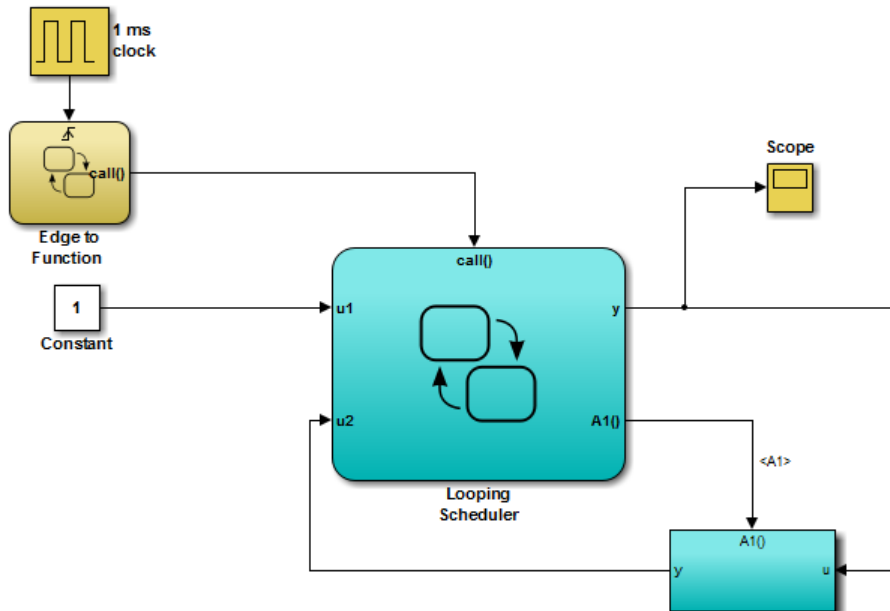 1 ms
clock
call()
Edge to
Function
Scope
call()
1
Constant
u1
y
u2
A1()
<A1>
Looping
Scheduler
A1()
y
u